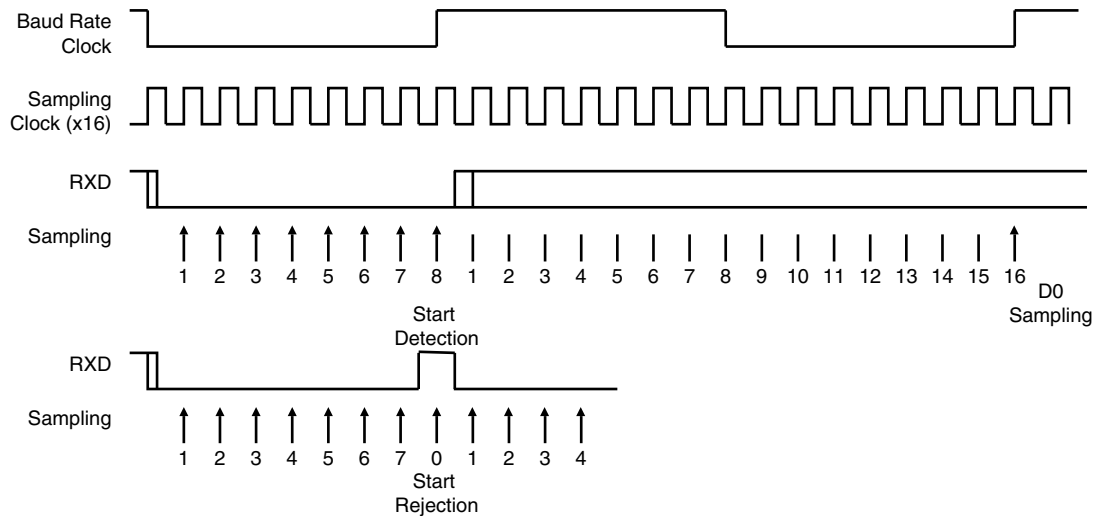 Baud Rate
Clock
Sampling
Clock (x16)
RXD
Sampling
1 2 3 4 5 6 7 8 1 2 3 4 5 6 7 8 9 10 11 12 13 14 15 16
D0
Sampling
Start
Detection
RXD
Sampling
1 2 3 4 5 6 7 0 1 2 3 4
Start
Rejection